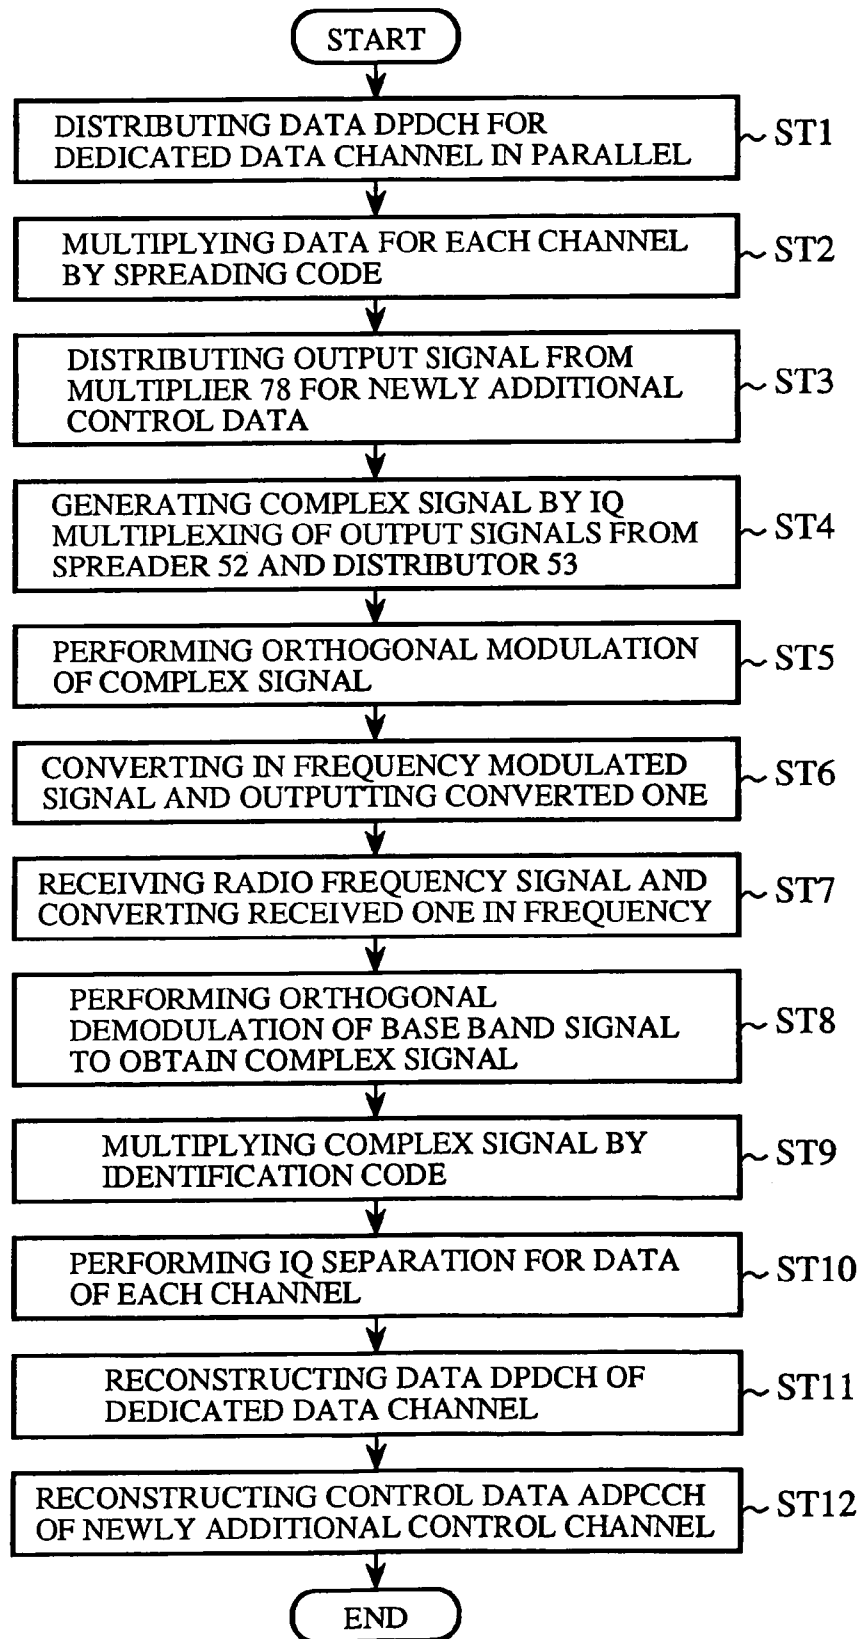 START
DISTRIBUTING DATA DPDCH FOR
DEDICATED DATA CHANNEL IN PARALLEL
ST1
MULTIPLYING DATA FOR EACH CHANNEL
BY SPREADING CODE
ST2
DISTRIBUTING OUTPUT SIGNAL FROM
MULTIPLIER 78 FOR NEWLY ADDITIONAL
CONTROL DATA
ST3
GENERATING COMPLEX SIGNAL BY IQ
MULTIPLEXING OF OUTPUT SIGNALS FROM
SPREADER 52 AND DISTRIBUTOR 53
ST4
PERFORMING ORTHOGONAL MODULATION
OF COMPLEX SIGNAL
ST5
CONVERTING IN FREQUENCY MODULATED
SIGNAL AND OUTPUTTING CONVERTED ONE
ST6
RECEIVING RADIO FREQUENCY SIGNAL AND
CONVERTING RECEIVED ONE IN FREQUENCY
ST7
PERFORMING ORTHOGONAL
DEMODULATION OF BASE BAND SIGNAL
TO OBTAIN COMPLEX SIGNAL
ST8
MULTIPLYING COMPLEX SIGNAL BY
IDENTIFICATION CODE
ST9
PERFORMING IQ SEPARATION FOR DATA
OF EACH CHANNEL
ST10
RECONSTRUCTING DATA DPDCH OF
DEDICATED DATA CHANNEL
ST11
RECONSTRUCTING CONTROL DATA ADPCCH
OF NEWLY ADDITIONAL CONTROL CHANNEL
ST12
END